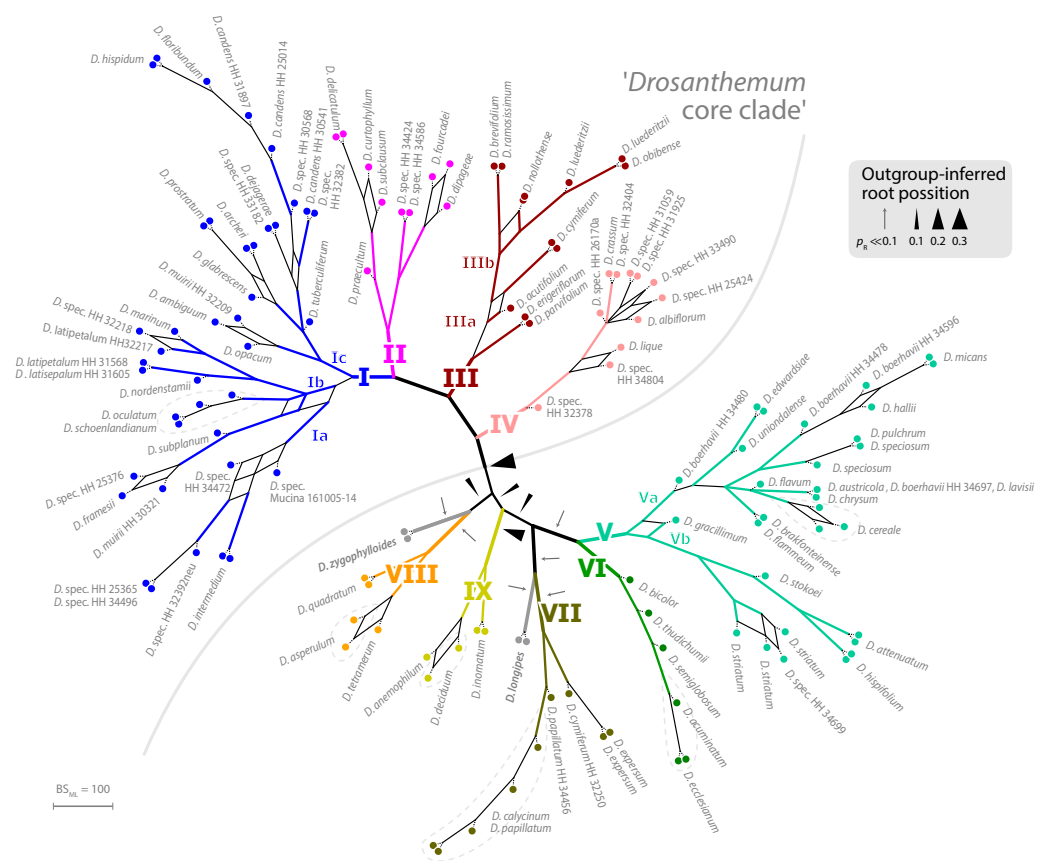 'Drosanthemum
core clade'
Outgroup-inferred
root possition
pR <<0.1 0.1 0.2 0.3
D. hispidum
D. floribundum
D. candens HH 31897
D. candens HH 25014
D. spec. HH 30568
D. candens HH 30541
D. spec.
HH 32382
D. delicatulum
D. curtophyllum
D. subclausum
D. spec. HH 34424
D. spec. HH 34586
D. fourcadei
D. dipageae
D. praecultum
D. brevifolium
D. ramosissimum
D. nollothense
D. luederitzii
D. luederitzii
D. obibense
D. cymiferum
D. acutifolium
D. erigeriflorum
D. parvifolium
D. spec. HH 26170a
D. crassum
D. spec. HH 32404
D. spec. HH 31059
D. spec. HH 31925
D. spec. HH 33490
D. spec. HH 25424
D. albiflorum
D. lique
D. spec.
HH 34804
D. spec.
HH 32378
D. prostratum
D. spec. HH 33182
D. dejagerae
D. archeri
D. glabrescens
D. tuberculiferum
D. muirii HH 32209
D. ambiguum
D. opacum
D. marinum
D. spec. HH 32218
D. latipetalum HH32217
D. latipetalum HH 31568
D . latisepalum HH 31605
D. nordenstamii
D. oculatum
D. schoenlandianum
D. subplanum
D. spec. HH 25376
D. framesii
D. muirii HH 30321
D. spec.
HH 34472
D. spec.
Mucina 161005-14
D. spec. HH 25365
D. spec. HH 34496
D. spec. HH 32392neu
D. intermedium
I
Ia
Ib
Ic
II
III
IIIa
IIIb
IV
V
Va
Vb
VI
VII
VIII
IX
D. zygophylloides
D. quadratum
D. asperulum
D. tetramerum
D. anemophilum
D. deciduum
D. inornatum
D. longipes
D. papillatum HH 34456
D. cymiferum HH 32250
D. expersum
D. expersum
D. calycinum
D. papillatum
D. bicolor
D. thudichumii
D. semiglobosum
D. acuminatum
D. ecclesianum
D. boerhavii HH 34480
D. edwardsiae
D. uniondalense
D. boerhavii HH 34478
D. boerhavii HH 34596
D. micans
D. hallii
D. pulchrum
D. speciosum
D. speciosum
D. flavum
D. austricola , D. boerhavii HH 34697, D. lavisii
D. chrysum
D. cereale
D. brakfonteinense
D. flammeum
D. gracillimum
D. stokoei
D. attenuatum
D. hispifolium
D. striatum
D. striatum
D. striatum
D. spec. HH 34699
BSML = 100